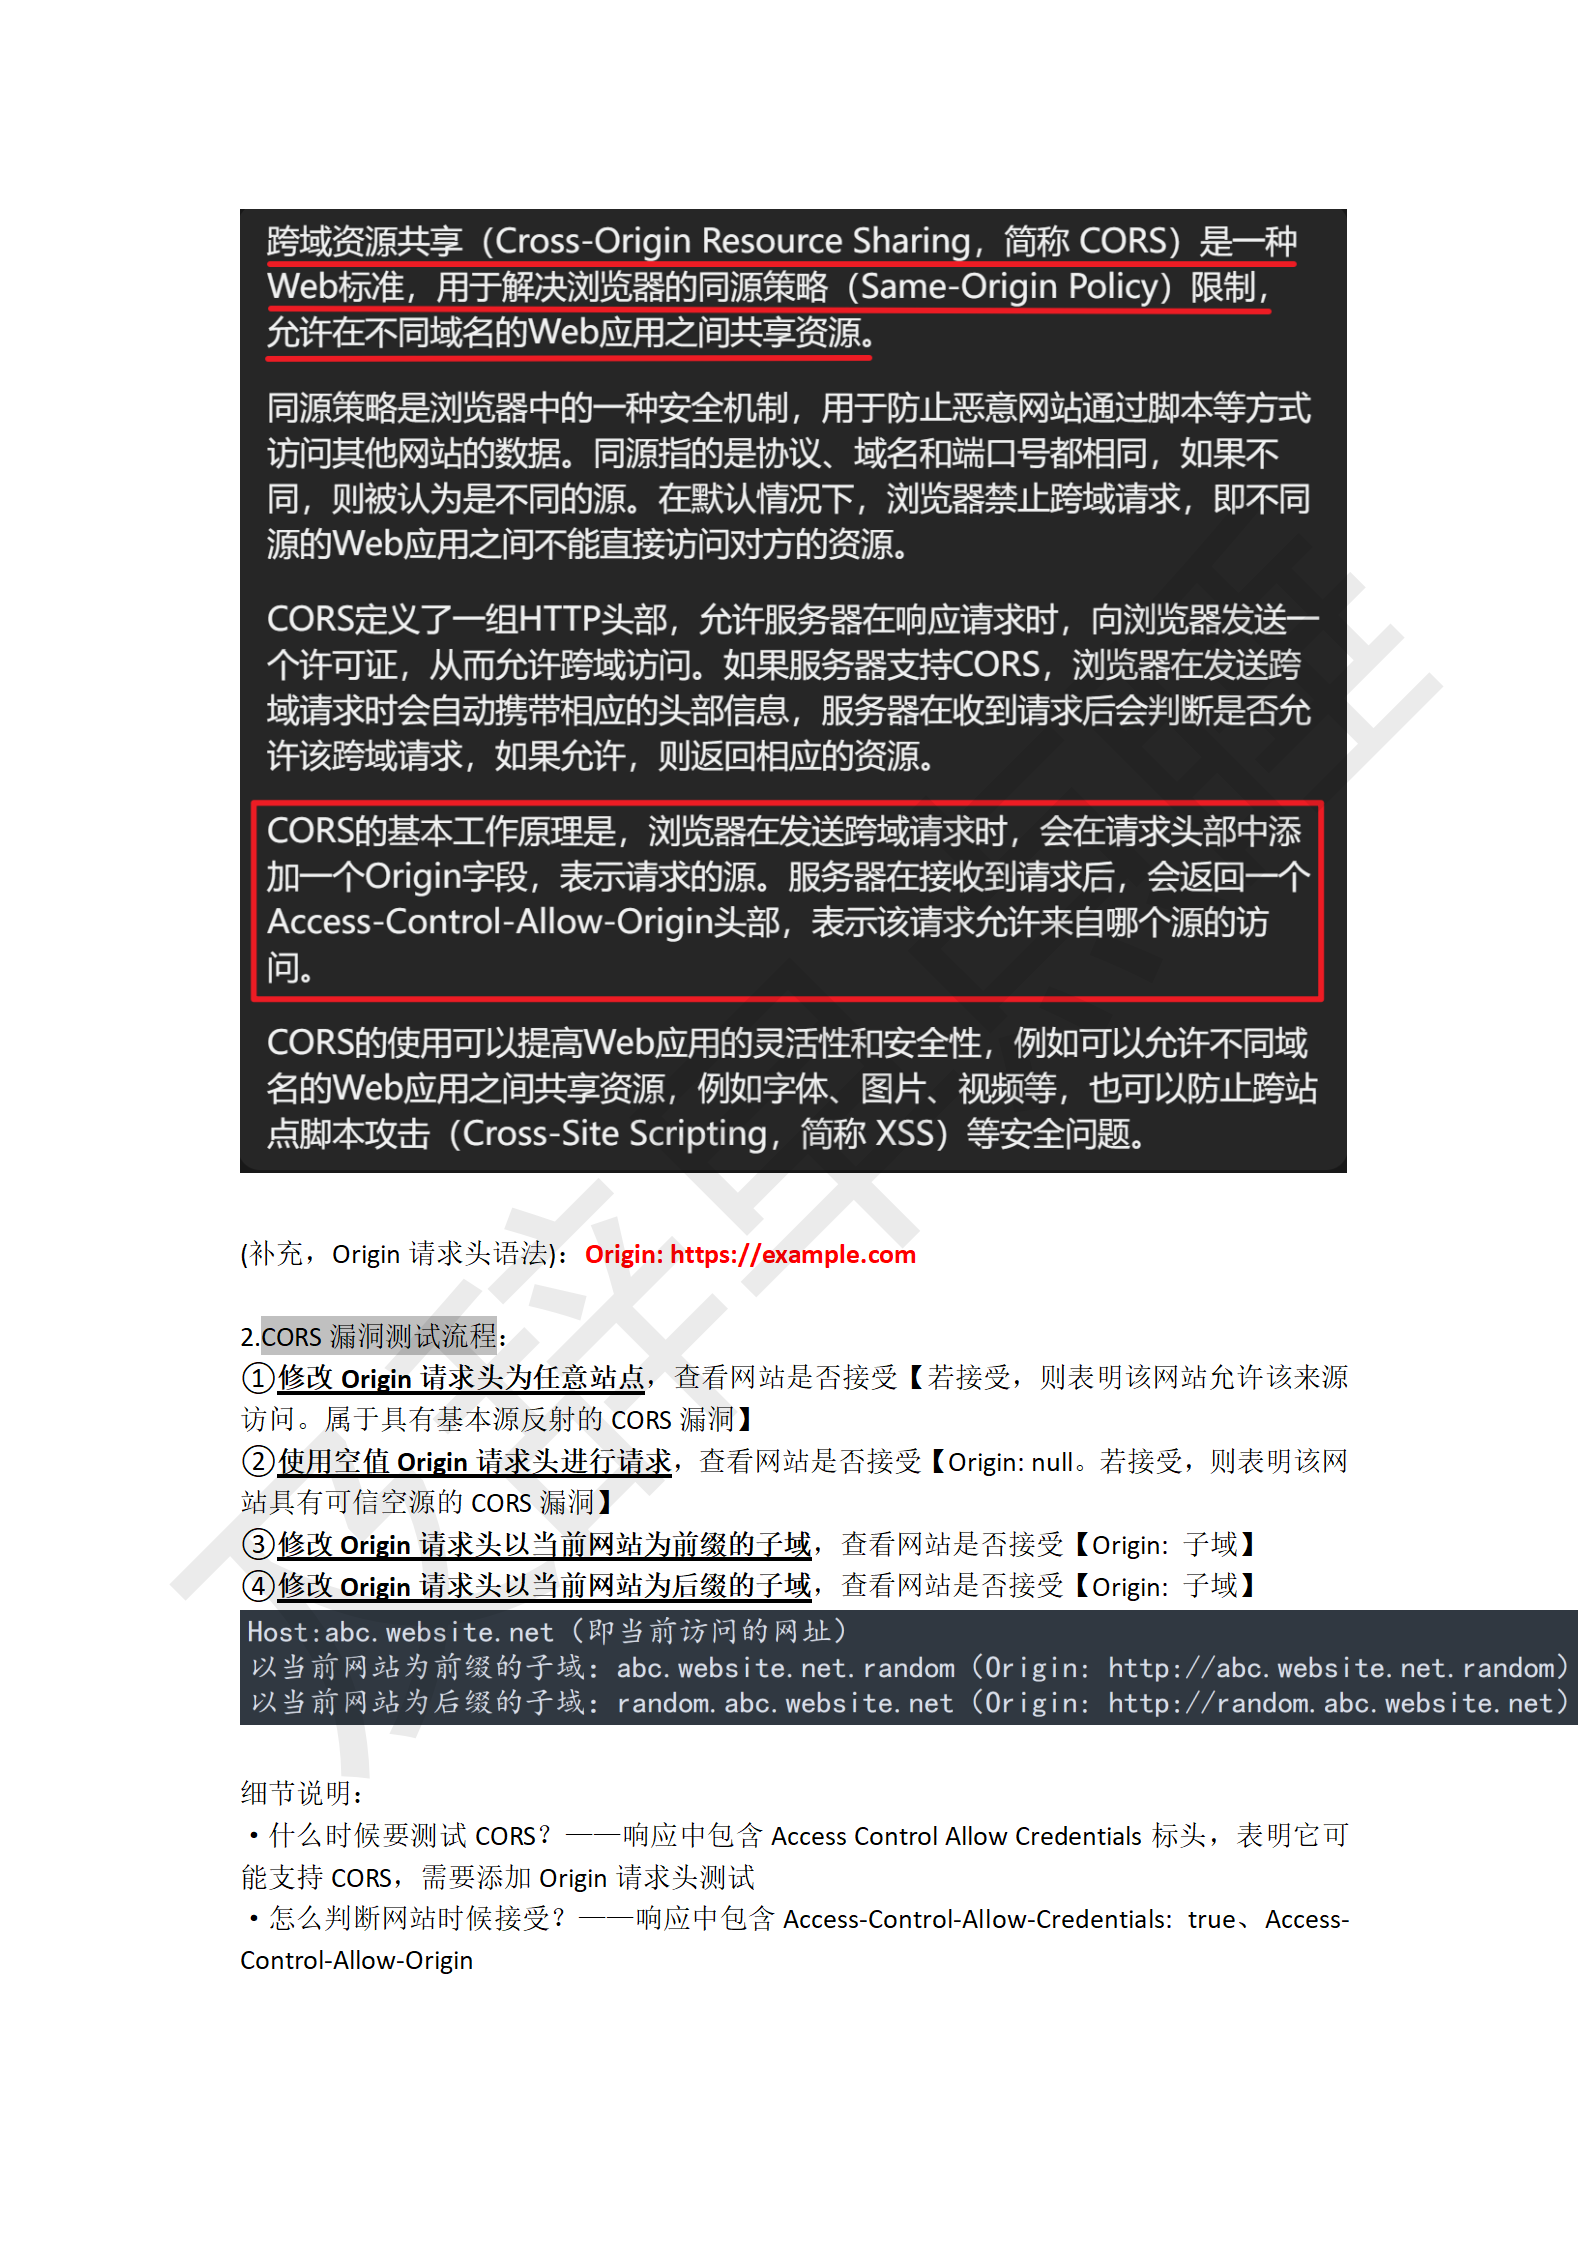 跨域资源共享（Cross-Origin Resource Sharing，简称 CORS）是一种
Web标准，用于解决浏览器的同源策略（Same-Origin Policy）限制，
允许在不同域名的Web应用之间共享资源。
同源策略是浏览器中的一种安全机制，用于防止恶意网站通过脚本等方式
访问其他网站的数据。同源指的是协议、域名和端口号都相同，如果不
同，则被认为是不同的源。在默认情况下，浏览器禁止跨域请求，即不同
源的Web应用之间不能直接访问对方的资源。
CORS定义了一组HTTP头部，允许服务器在响应请求时，向浏览器发送一
个许可证，从而允许跨域访问。如果服务器支持CORS，浏览器在发送跨
域请求时会自动携带相应的头部信息，服务器在收到请求后会判断是否允
许该跨域请求，如果允许，则返回相应的资源。
CORS的基本工作原理是，浏览器在发送跨域请求时，会在请求头部中添
加一个Origin字段，表示请求的源。服务器在接收到请求后，会返回一个
Access-Control-Allow-Origin头部，表示该请求允许来自哪个源的访
问。
CORS的使用可以提高Web应用的灵活性和安全性，例如可以允许不同域
名的Web应用之间共享资源，例如字体、图片、视频等，也可以防止跨站
点脚本攻击（Cross-Site Scripting，简称 XSS）等安全问题。
(补充，Origin 请求头语法)：Origin: https://example.com
2.CORS 漏洞测试流程：
①修改 Origin 请求头为任意站点，查看网站是否接受【若接受，则表明该网站允许该来源
访问。属于具有基本源反射的 CORS 漏洞】
②使用空值 Origin 请求头进行请求，查看网站是否接受【Origin: null。若接受，则表明该网
站具有可信空源的 CORS 漏洞】
③修改 Origin 请求头以当前网站为前缀的子域，查看网站是否接受【Origin: 子域】
④修改 Origin 请求头以当前网站为后缀的子域，查看网站是否接受【Origin: 子域】
Host:abc.website.net（即当前访问的网址）
以当前网站为前缀的子域：abc.website.net.random（Origin: http://abc.website.net.random）
以当前网站为后缀的子域：random.abc.website.net（Origin: http://random.abc.website.net）
细节说明：
·什么时候要测试 CORS？——响应中包含 Access Control Allow Credentials 标头，表明它可
能支持 CORS，需要添加 Origin 请求头测试
·怎么判断网站时候接受？——响应中包含 Access-Control-Allow-Credentials: true、Access-
Control-Allow-Origin